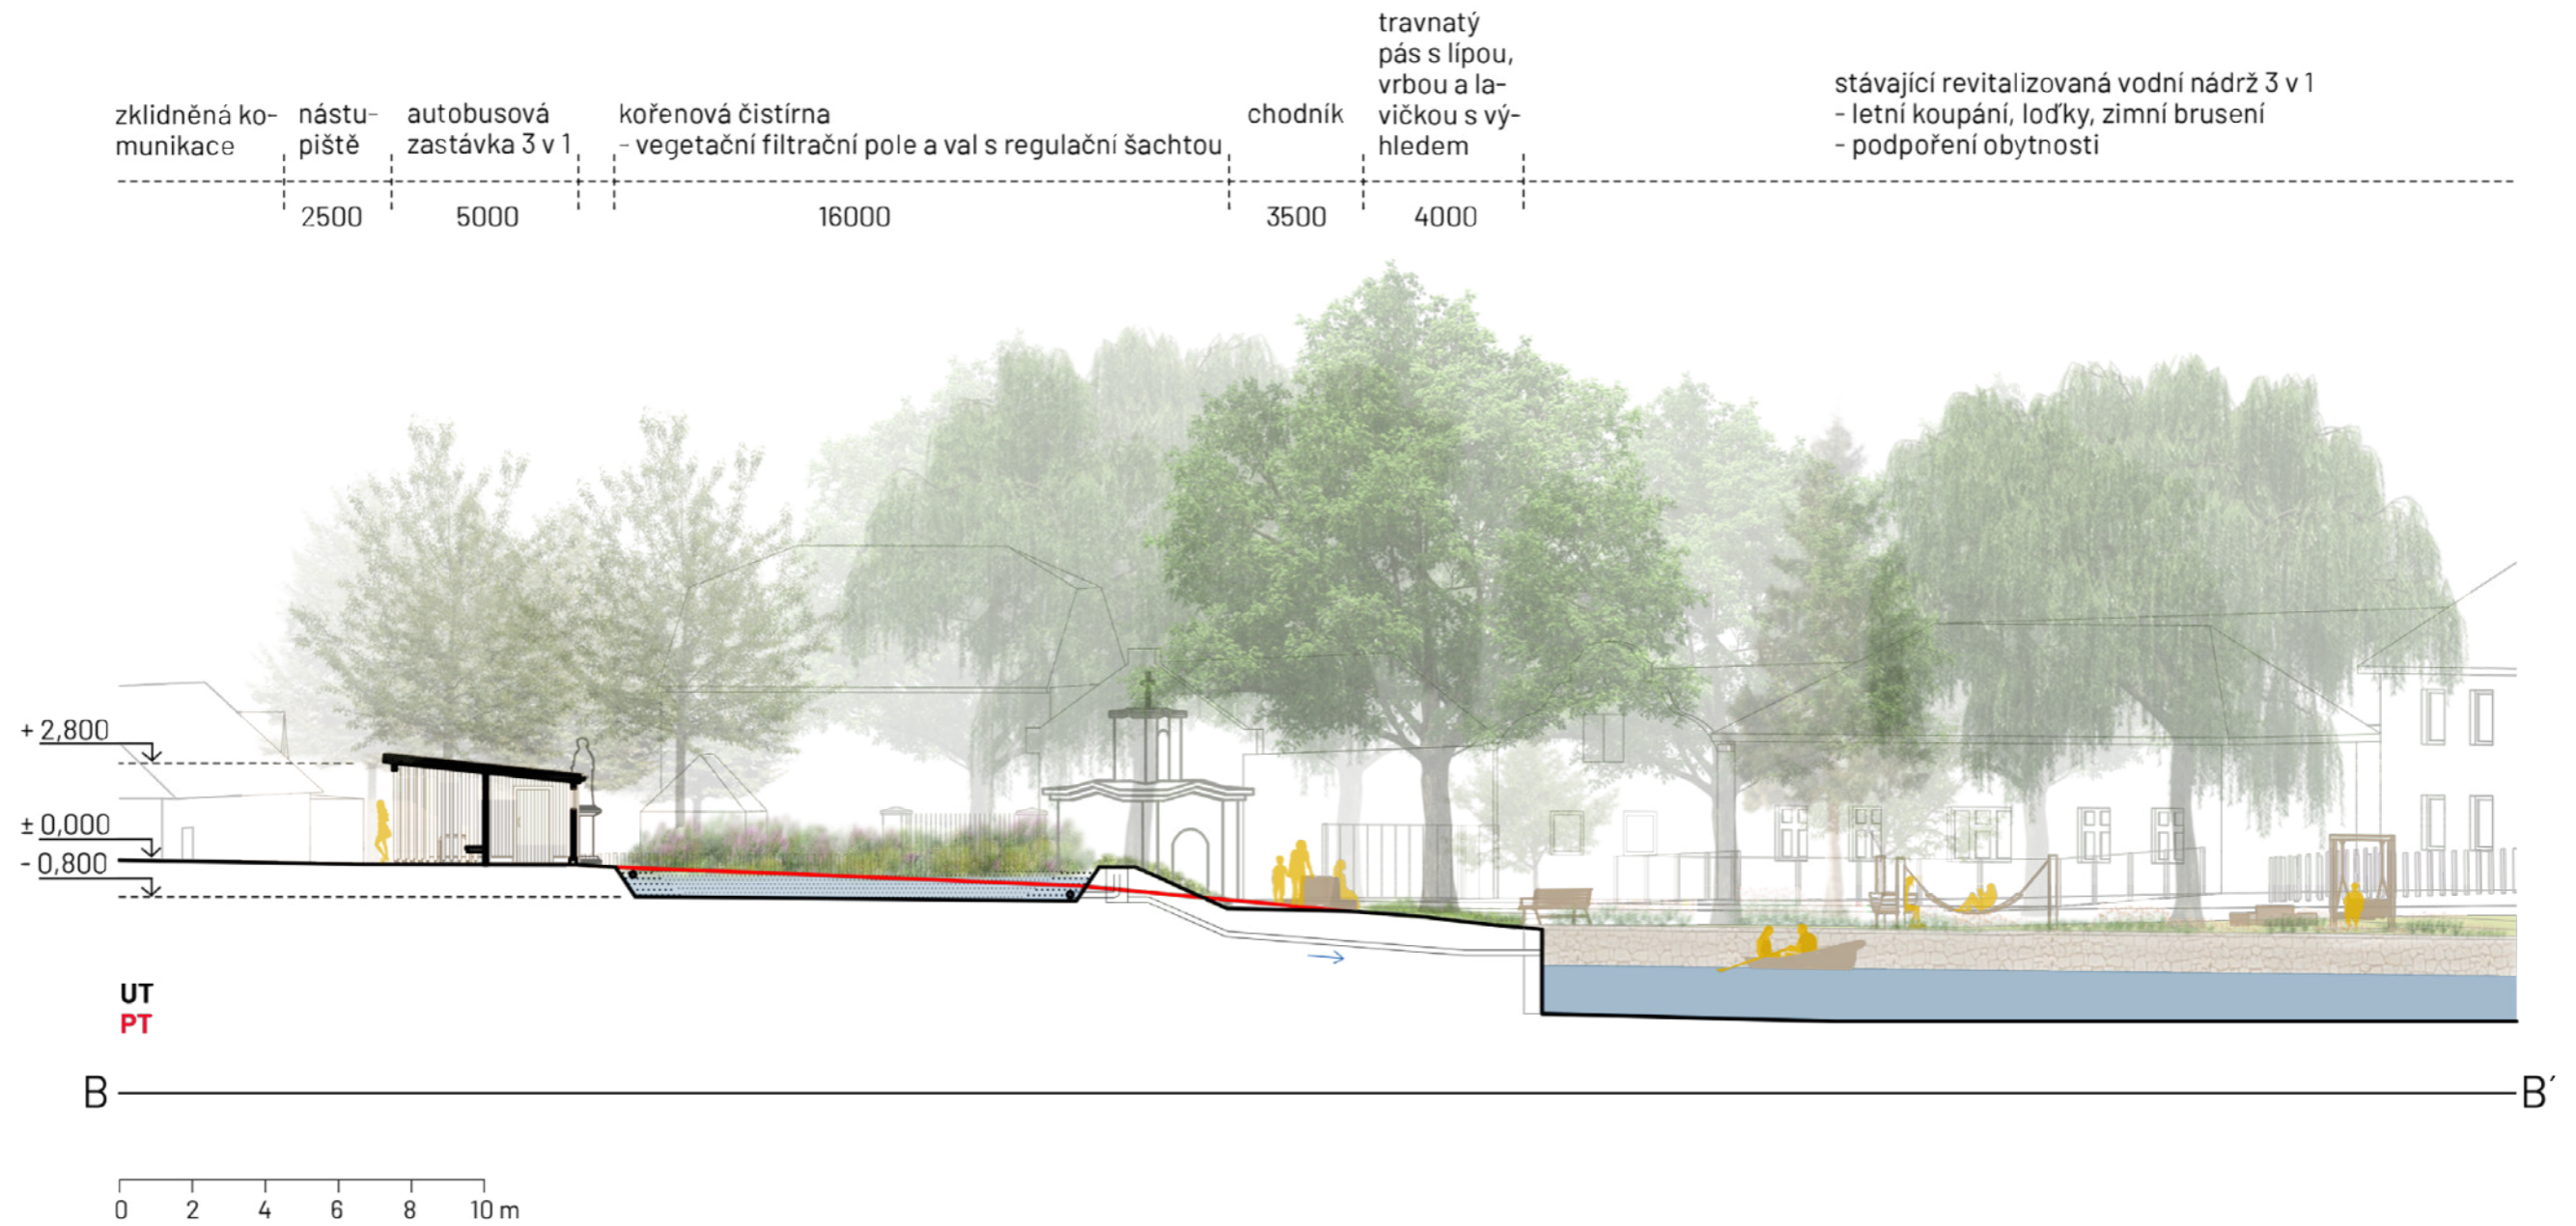 zklidněná ko-
munikace
nástu-
piště
autobusová
zastávka 3 v 1
kořenová čistírna
- vegetační filtrační pole a val s regulační šachtou
chodník
travnatý
pás s lípou,
vrbou a la-
vičkou s vý-
hledem
stávající revitalizovaná vodní nádrž 3 v 1
- letní koupání, loďky, zimní brusení
- podpoření obytnosti
2500
5000
16000
3500
4000
+ 2,800
± 0,000
- 0,800
UT
PT
B
B´
0
2
4
6
8
10 m